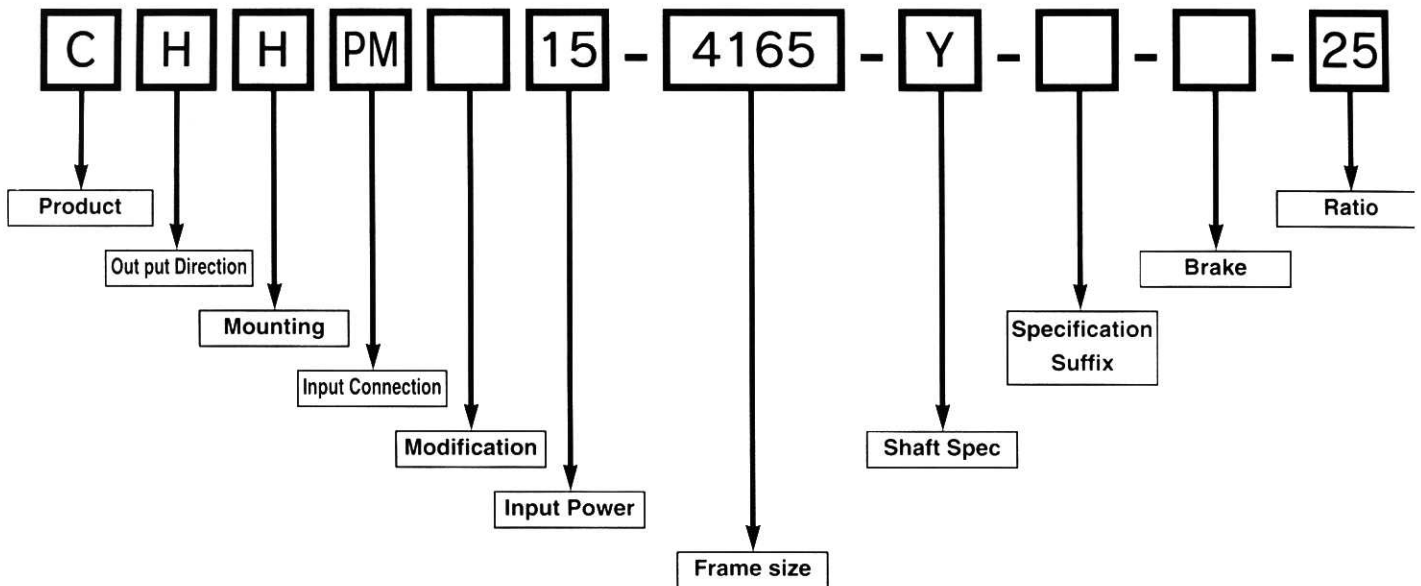 C H H PM 15 - 4165 - Y - - - 25
Product
Ratio
Out put Direction
Brake
Mounting
Specification
Suffix
Input Connection
Modification
Shaft Spec
Input Power
Frame size